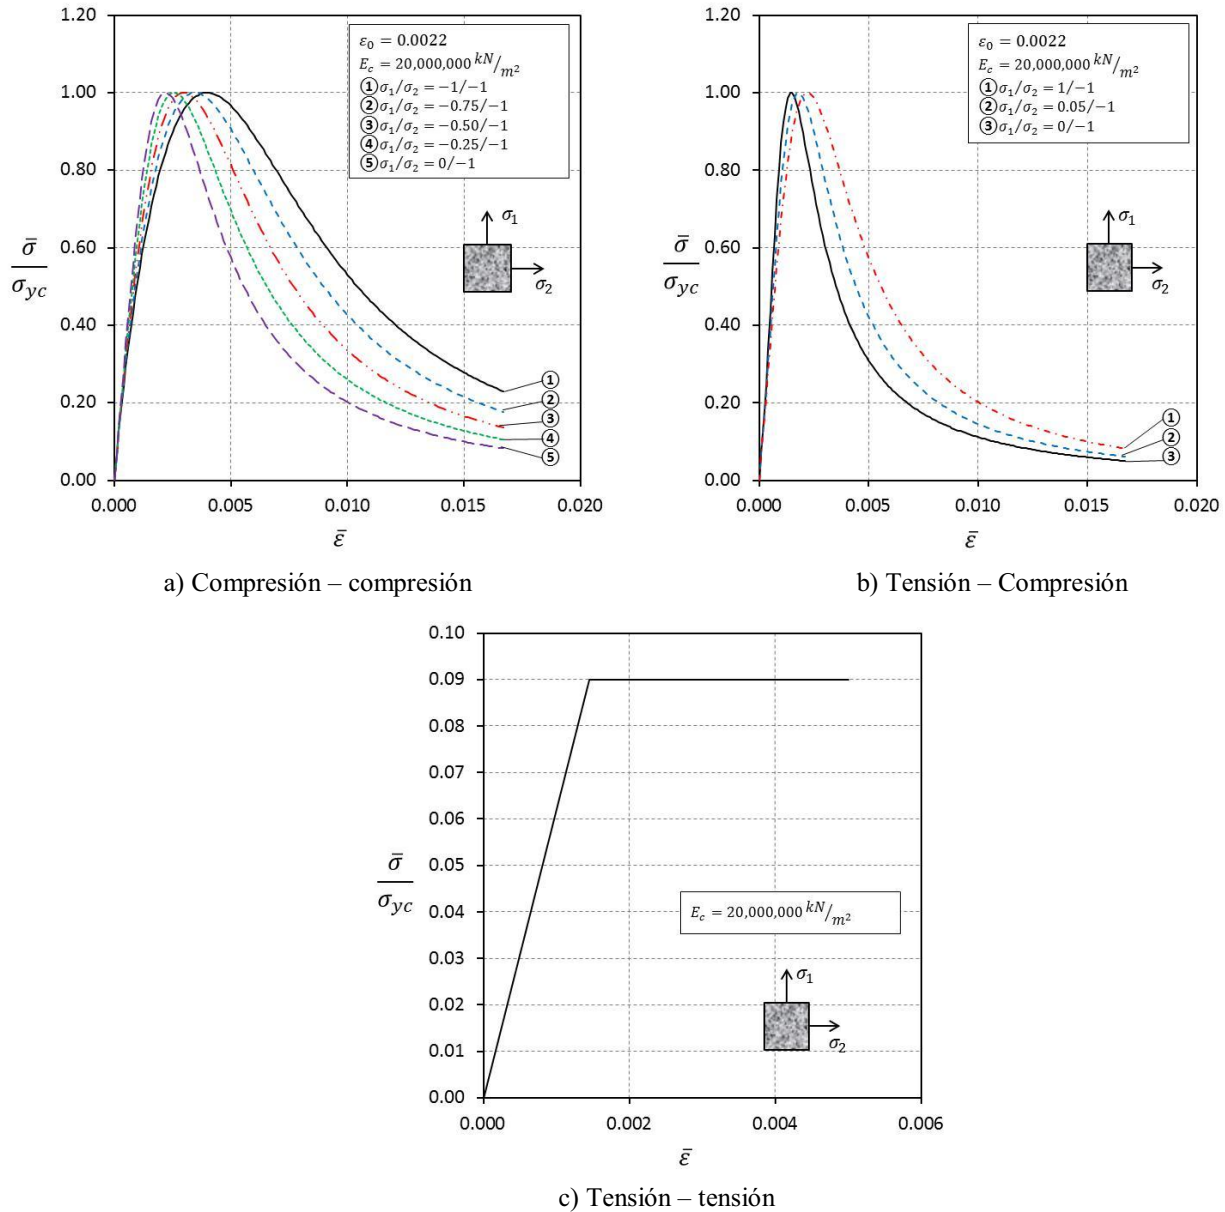 1.20
1.00
0.80
0.60
0.40
0.20
0.00
σ̄
σyc
ε₀ = 0.0022
E_c = 20,000,000 kN/m²
① σ₁/σ₂ = −1/−1
② σ₁/σ₂ = −0.75/−1
③ σ₁/σ₂ = −0.50/−1
④ σ₁/σ₂ = −0.25/−1
⑤ σ₁/σ₂ = 0/−1
σ₁
σ₂
①
②
③
④
⑤
0.000 0.005 0.010 0.015 0.020
ε̄
a) Compresión – compresión
1.20
1.00
0.80
0.60
0.40
0.20
0.00
σ̄
σyc
ε₀ = 0.0022
E_c = 20,000,000 kN/m²
① σ₁/σ₂ = 1/−1
② σ₁/σ₂ = 0.05/−1
③ σ₁/σ₂ = 0/−1
σ₁
σ₂
①
②
③
0.000 0.005 0.010 0.015 0.020
ε̄
b) Tensión – Compresión
0.10
0.09
0.08
0.07
0.06
0.05
0.04
0.03
0.02
0.01
0.00
σ̄
σyc
E_c = 20,000,000 kN/m²
σ₁
σ₂
0.000 0.002 0.004 0.006
ε̄
c) Tensión – tensión